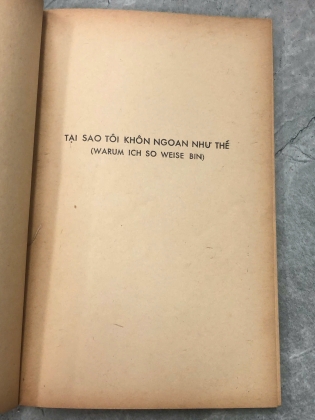 TẠI SAO TÔI KHÔN NGOAN NHƯ THẾ
(WARUM ICH SO WEISE BIN)